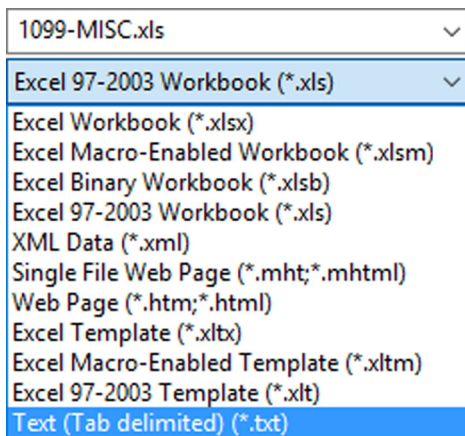 1099-MISC.xls
Excel 97-2003 Workbook (*.xls)
Excel Workbook (*.xlsx)
Excel Macro-Enabled Workbook (*.xlsm)
Excel Binary Workbook (*.xlsb)
Excel 97-2003 Workbook (*.xls)
XML Data (*.xml)
Single File Web Page (*.mht;*.mhtml)
Web Page (*.htm;*.html)
Excel Template (*.xltx)
Excel Macro-Enabled Template (*.xltm)
Excel 97-2003 Template (*.xlt)
Text (Tab delimited) (*.txt)